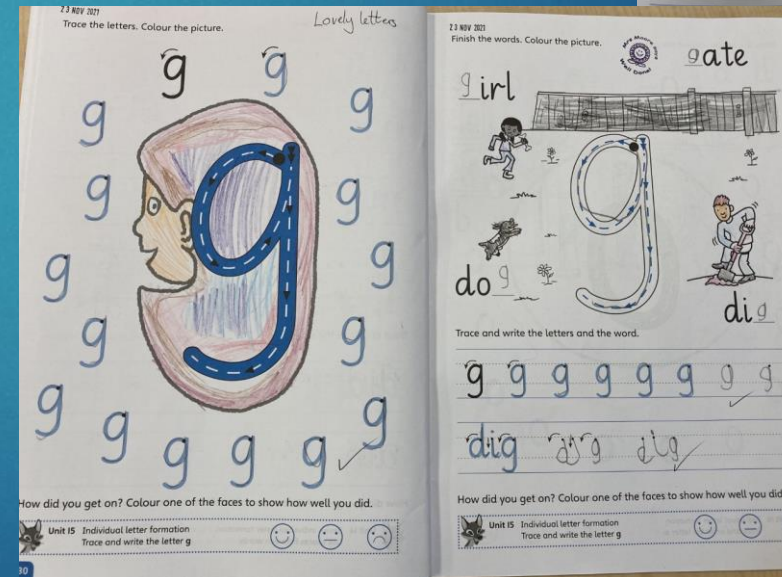 23 NOV 2021
Trace the letters. Colour the picture.
Lovely letters
g g
g g
g g
g g
g g
g g g g g g
g
How did you get on? Colour one of the faces to show how well you did.
Unit 15 Individual letter formation
Trace and write the letter g
30
23 NOV 2021
Finish the words. Colour the picture.
Well Done!
gate
girl
g
dog
dig
Trace and write the letters and the word.
g g g g g g g g
dig dig dig
How did you get on? Colour one of the faces to show how well you did
Unit 15 Individual letter formation
Trace and write the letter g